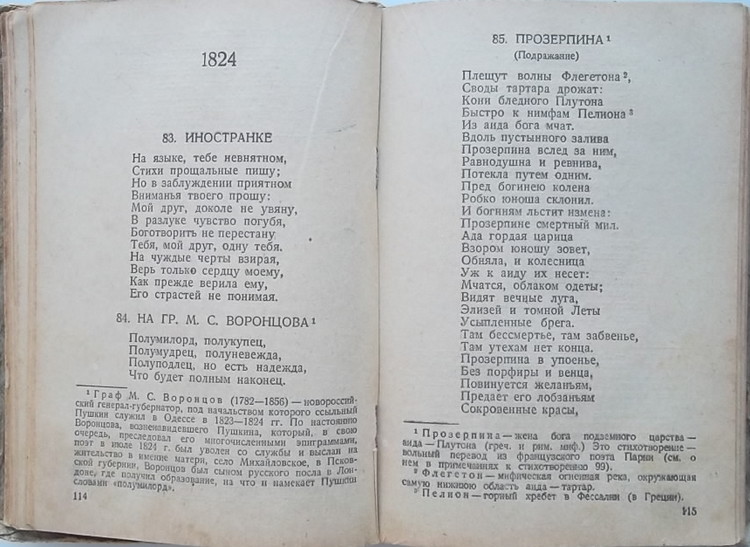 1824
83. ИНОСТРАНКЕ
На языке, тебе невнятном,
Стихи прощальные пишу;
Но в заблуждении приятном
Вниманья твоего прошу:
Мой друг, доколе не увяну,
В разлуке чувство погубя,
Боготворить не перестану
Тебя, мой друг, одну тебя.
На чуждые черты взирая,
Верь только сердцу моему,
Как прежде верила ему,
Его страстей не понимая.
84. НА ГР. М. С. ВОРОНЦОВА¹
Полумилорд, полукупец,
Полумудрец, полуневежда,
Полуподлец, но есть надежда,
Что будет полным наконец.
¹ Граф М. С. Воронцов (1782—1856) — новороссий-
ский генерал-губернатор, под начальством которого ссыльный
Пушкин служил в Одессе в 1823—1824 гг. По настоянию
Воронцова, возненавидевшего Пушкина, который, в свою
очередь, преследовал его многочисленными эпиграммами,
поэт в июле 1824 г. был уволен со службы и выслан на
жительство в имение матери, село Михайловское, в Псков-
ской губернии. Воронцов был сыном русского посла в Лон-
доне, где получил образование, на что и намекает Пушкин
словами «полумилорд».
114
85. ПРОЗЕРПИНА¹
(Подражание)
Плещут волны Флегетона²,
Своды тартара дрожат:
Кони бледного Плутона
Быстро к нимфам Пелиона³
Из аида бога мчат.
Вдоль пустынного залива
Прозерпина вслед за ним,
Равнодушна и ревнива,
Потекла путем одним.
Пред богинею колена
Робко юноша склонил.
И богиням льстит измена:
Прозерпине смертный мил.
Ада гордая царица
Взором юношу зовет,
Обняла, и колесница
Уж к аиду их несет:
Мчатся, облаком одеты;
Видят вечные луга,
Элизей и томной Леты
Усыпленные брега.
Там бессмертье, там забвенье,
Там утехам нет конца.
Прозерпина в упоенье,
Без порфиры и венца,
Повинуется желаньям,
Предает его лобзаньям
Сокровенные красы,
¹ Прозерпина — жена бога подземного царства —
аида — Плутона (греч. и рим. миф.) Это стихотворение —
вольный перевод из французского поэта Парни (см. о
нем в примечаниях к стихотворению 99).
² Флегетон — мифическая огненная река, окружающая
самую нижнюю область аида — тартар.
³ Пелион — горный хребет в Фессалии (в Греции).
115